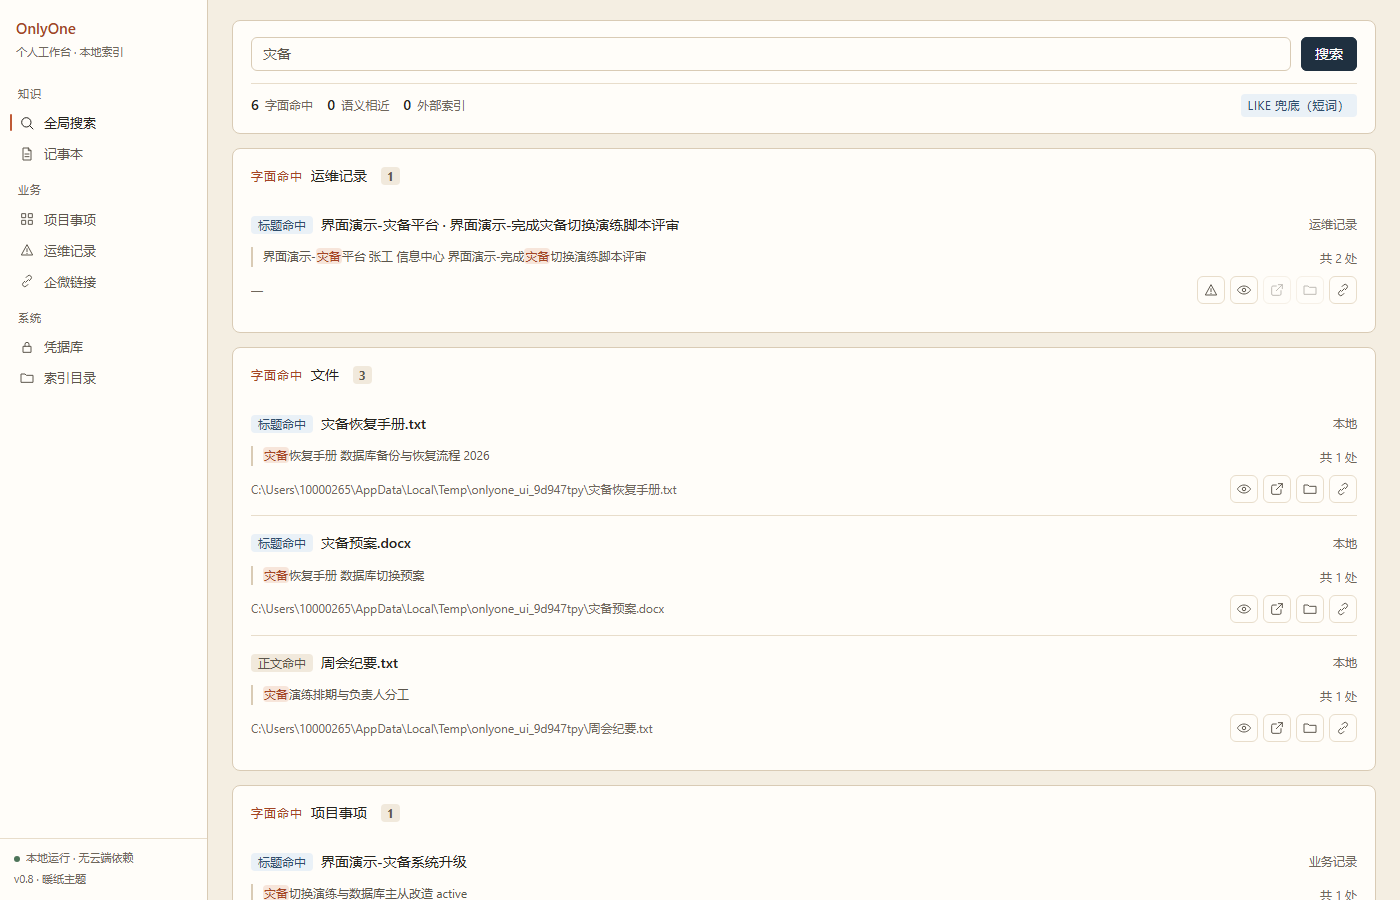 OnlyOne
个人工作台 · 本地索引
知识
全局搜索
记事本
业务
项目事项
运维记录
企微链接
系统
凭据库
索引目录
本地运行 · 无云端依赖
v0.8 · 暖纸主题
灾备
搜索
6 字面命中 0 语义相近 0 外部索引
LIKE 兜底（短词）
字面命中 运维记录 1
标题命中 界面演示-灾备平台 · 界面演示-完成灾备切换演练脚本评审
运维记录
界面演示-灾备平台 张工 信息中心 界面演示-完成灾备切换演练脚本评审
共 2 处
—
字面命中 文件 3
标题命中 灾备恢复手册.txt
本地
灾备恢复手册 数据库备份与恢复流程 2026
共 1 处
C:\Users\10000265\AppData\Local\Temp\onlyone_ui_9d947tpy\灾备恢复手册.txt
标题命中 灾备预案.docx
本地
灾备恢复手册 数据库切换预案
共 1 处
C:\Users\10000265\AppData\Local\Temp\onlyone_ui_9d947tpy\灾备预案.docx
正文命中 周会纪要.txt
本地
灾备演练排期与负责人分工
共 1 处
C:\Users\10000265\AppData\Local\Temp\onlyone_ui_9d947tpy\周会纪要.txt
字面命中 项目事项 1
标题命中 界面演示-灾备系统升级
业务记录
灾备切换演练与数据库主从改造 active
共 1 处